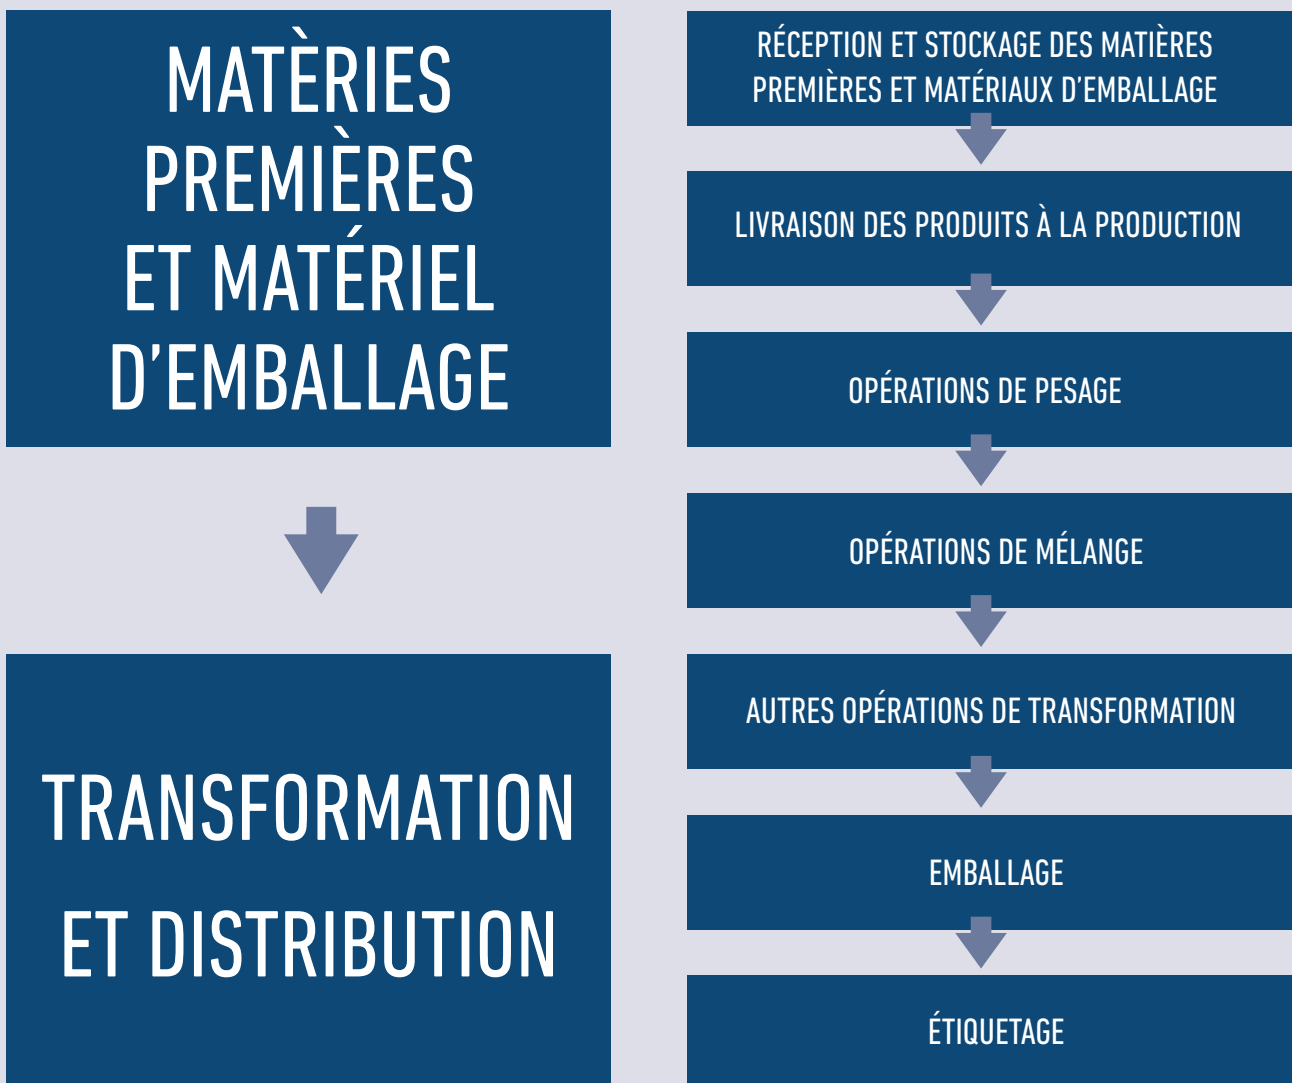 MATÈRIES
PREMIÈRES
ET MATÉRIEL
D’EMBALLAGE
TRANSFORMATION
ET DISTRIBUTION
RÉCEPTION ET STOCKAGE DES MATIÈRES
PREMIÈRES ET MATÉRIAUX D’EMBALLAGE
LIVRAISON DES PRODUITS À LA PRODUCTION
OPÉRATIONS DE PESAGE
OPÉRATIONS DE MÉLANGE
AUTRES OPÉRATIONS DE TRANSFORMATION
EMBALLAGE
ÉTIQUETAGE